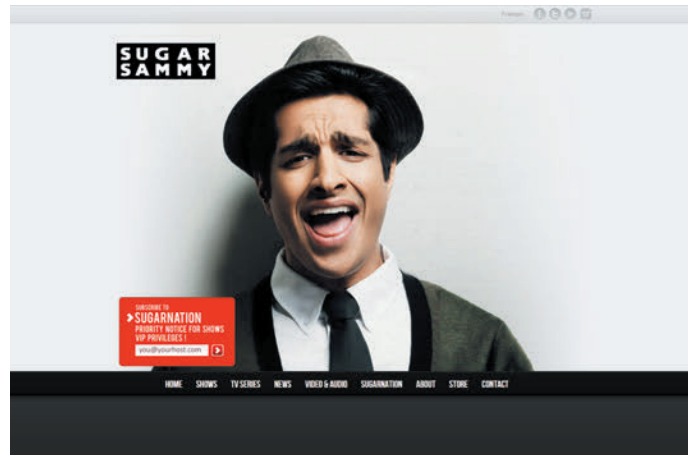 Français
SUGAR
SAMMY
SUBSCRIBE TO
SUGARNATION
PRIORITY NOTICE FOR SHOWS
VIP PRIVILEGES !
you@yourhost.com
HOME SHOWS TV SERIES NEWS VIDEO & AUDIO SUGARNATION ABOUT STORE CONTACT